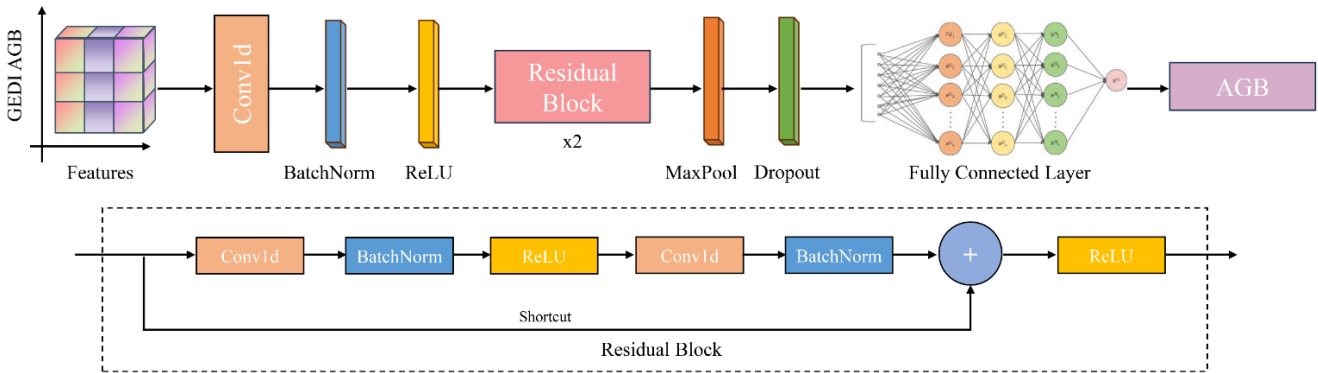 GEDI AGB
Features
Conv1d
BatchNorm
ReLU
Residual
Block
x2
MaxPool
Dropout
Fully Connected Layer
AGB
Conv1d
BatchNorm
ReLU
Conv1d
BatchNorm
+
ReLU
Shortcut
Residual Block